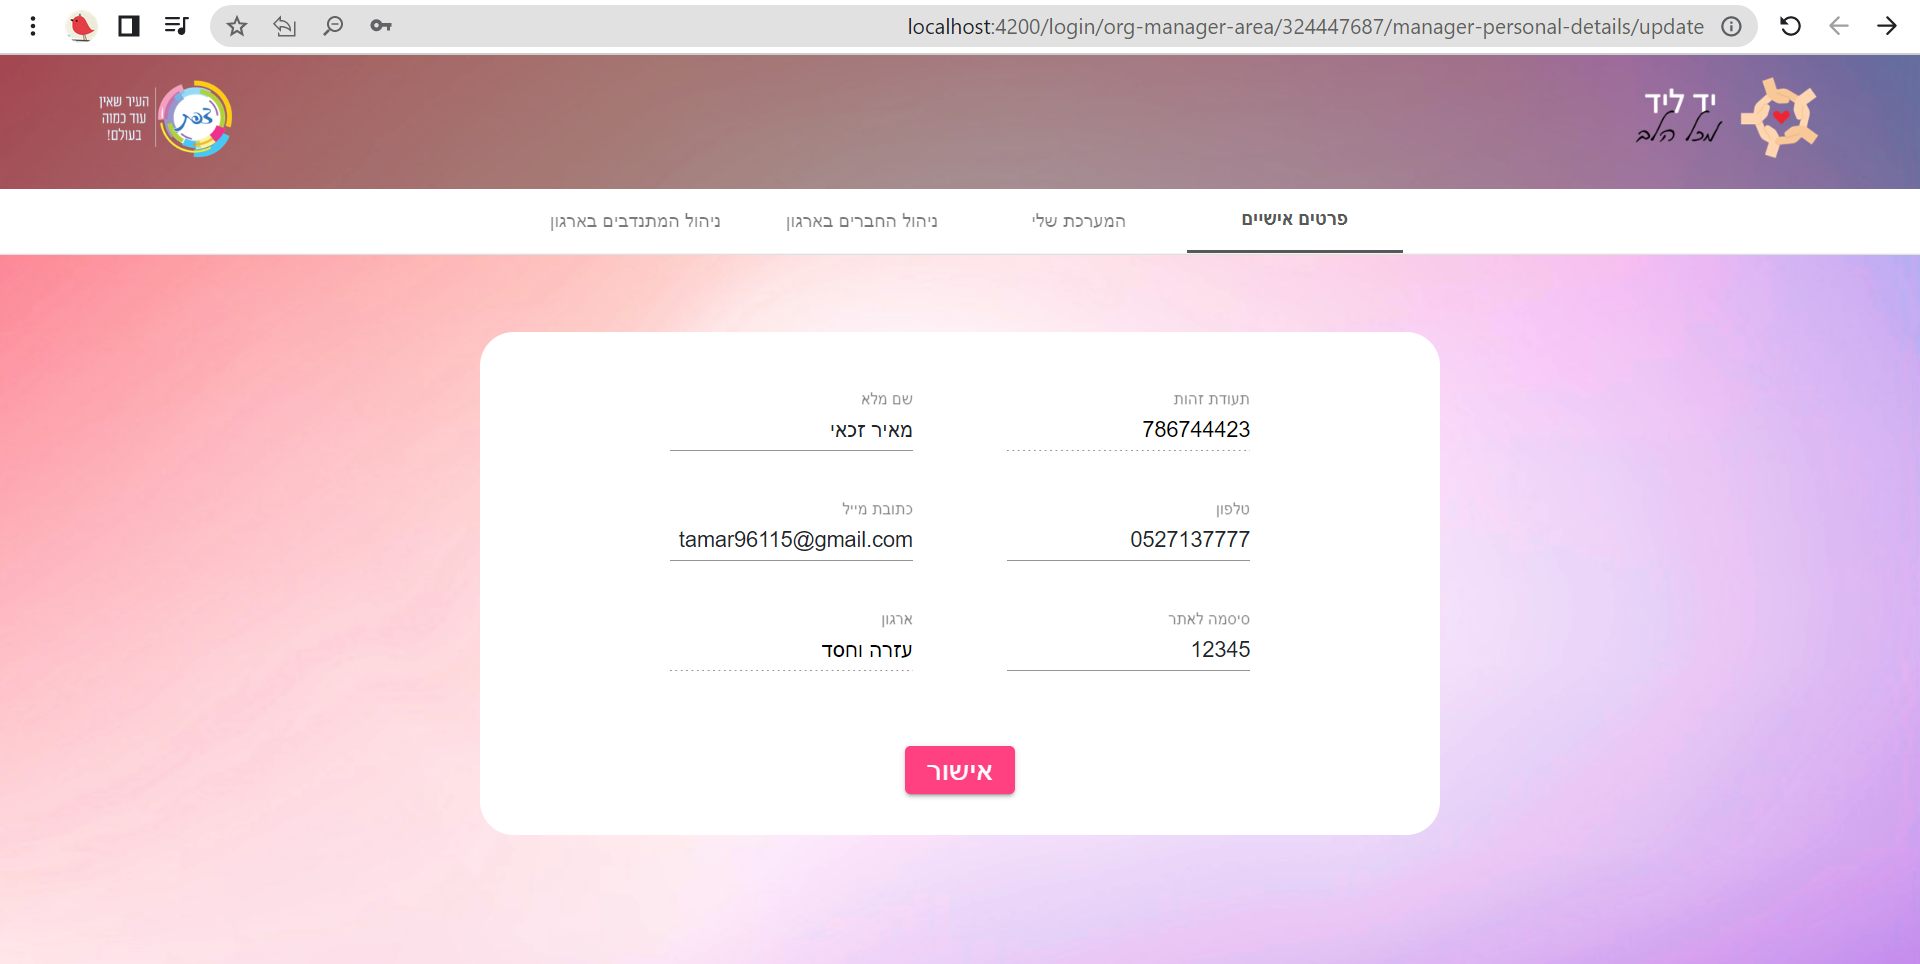 localhost:4200/login/org-manager-area/324447687/manager-personal-details/update
יד ליד
מכל הלב
צפת
העיר שאין
עוד כמוה
בעולם!
פרטים אישיים
המערכת שלי
ניהול החברים בארגון
ניהול המתנדבים בארגון
תעודת זהות
786744423
שם מלא
מאיר זכאי
טלפון
0527137777
כתובת מייל
tamar96115@gmail.com
סיסמה לאתר
12345
ארגון
עזרה וחסד
אישור